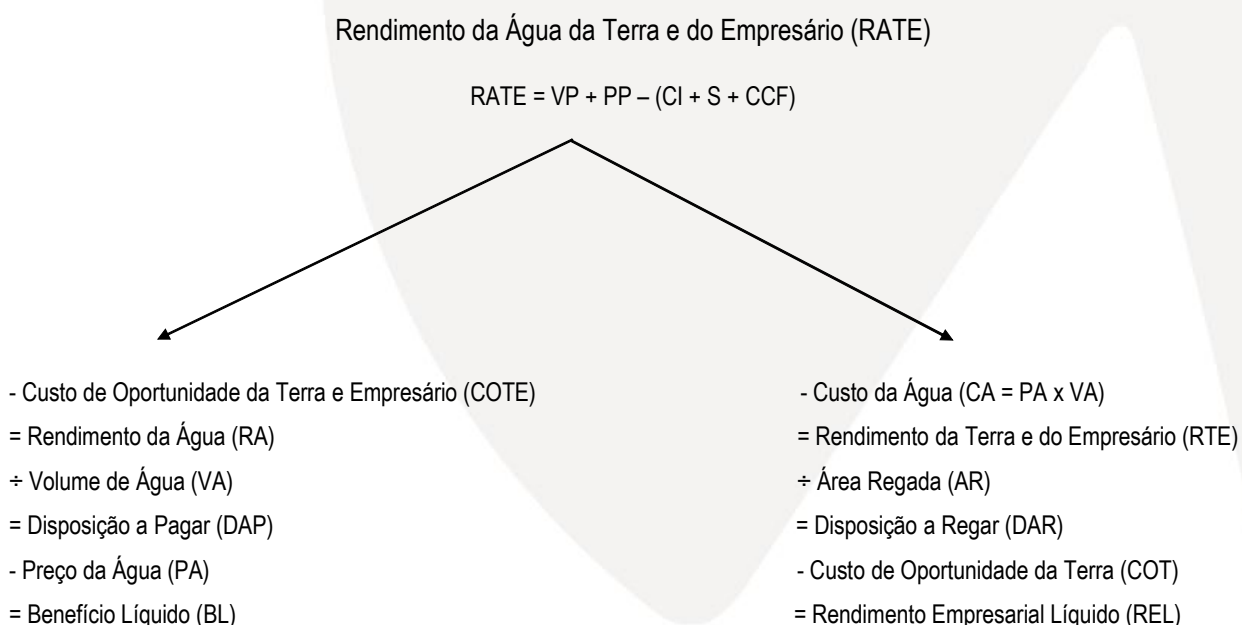 Rendimento da Água da Terra e do Empresário (RATE)
RATE = VP + PP – (CI + S + CCF)
- Custo de Oportunidade da Terra e Empresário (COTE)
= Rendimento da Água (RA)
÷ Volume de Água (VA)
= Disposição a Pagar (DAP)
- Preço da Água (PA)
= Benefício Líquido (BL)
- Custo da Água (CA = PA x VA)
= Rendimento da Terra e do Empresário (RTE)
÷ Área Regada (AR)
= Disposição a Regar (DAR)
- Custo de Oportunidade da Terra (COT)
= Rendimento Empresarial Líquido (REL)